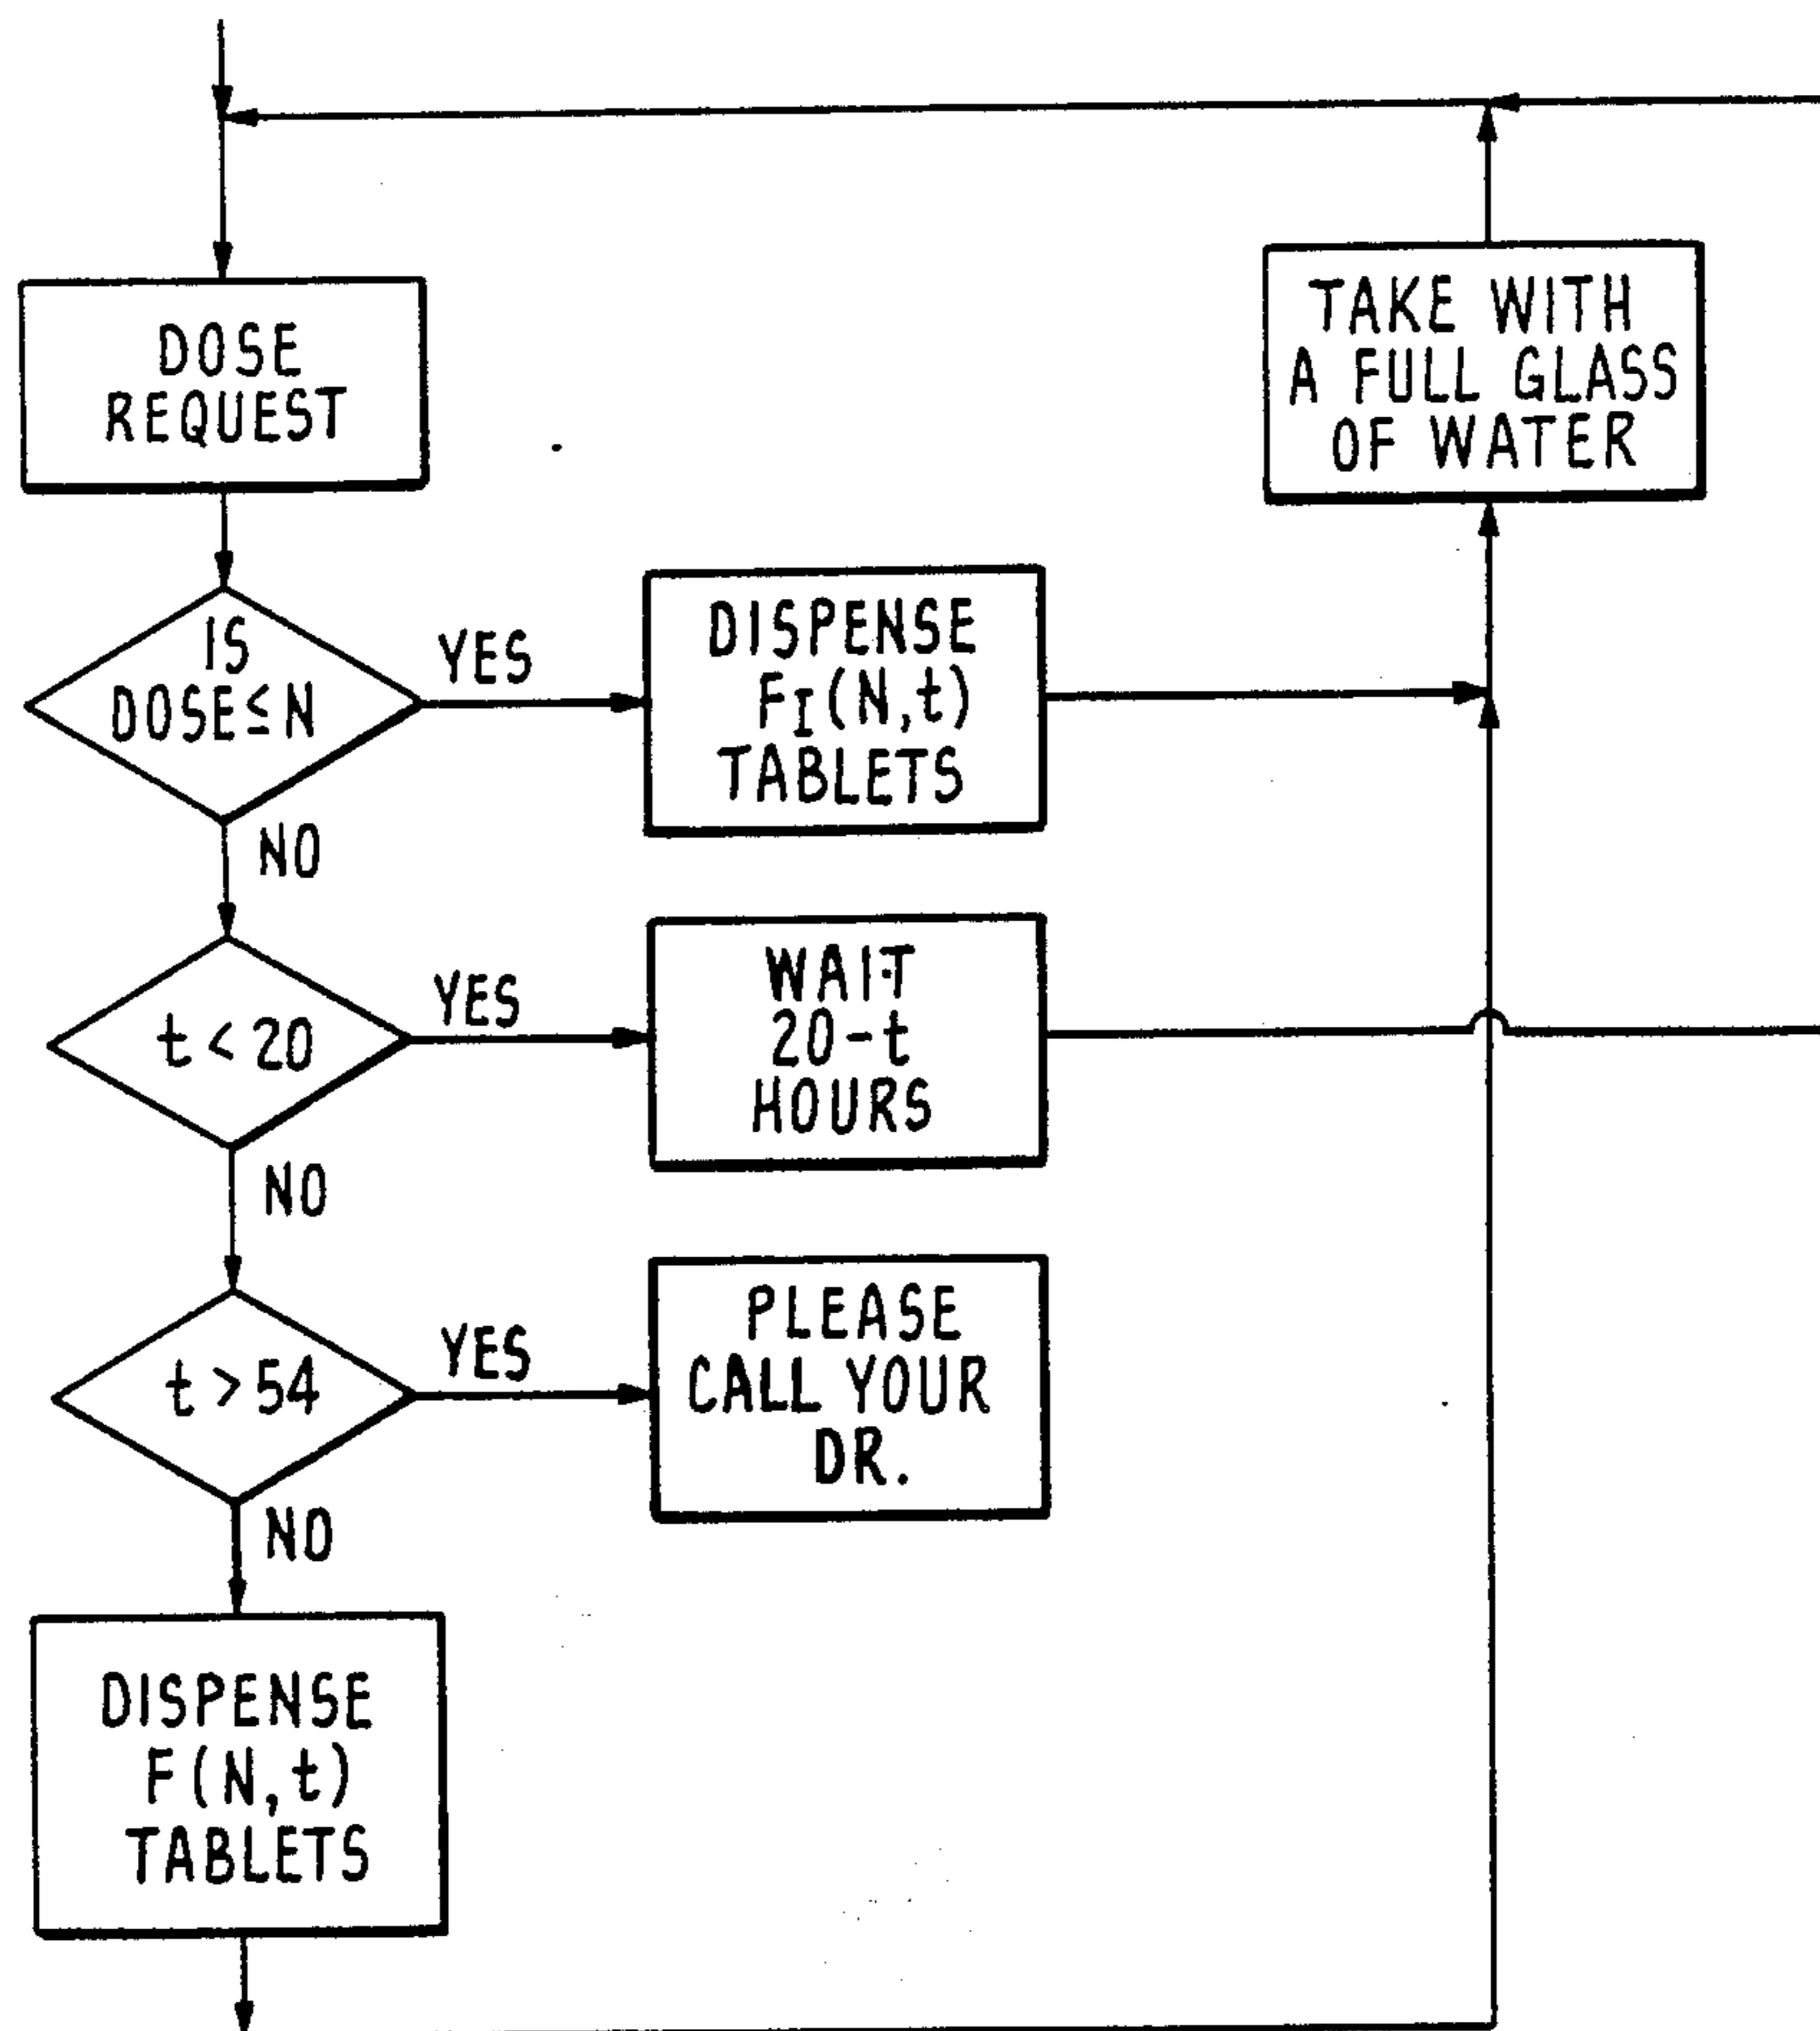 DOSE
REQUEST
TAKE WITH
A FULL GLASS
OF WATER
IS
DOSE≤N
YES
DISPENSE
FI(N,t)
TABLETS
NO
t < 20
YES
WAIT
20-t
HOURS
NO
t > 54
YES
PLEASE
CALL YOUR
DR.
NO
DISPENSE
F(N,t)
TABLETS